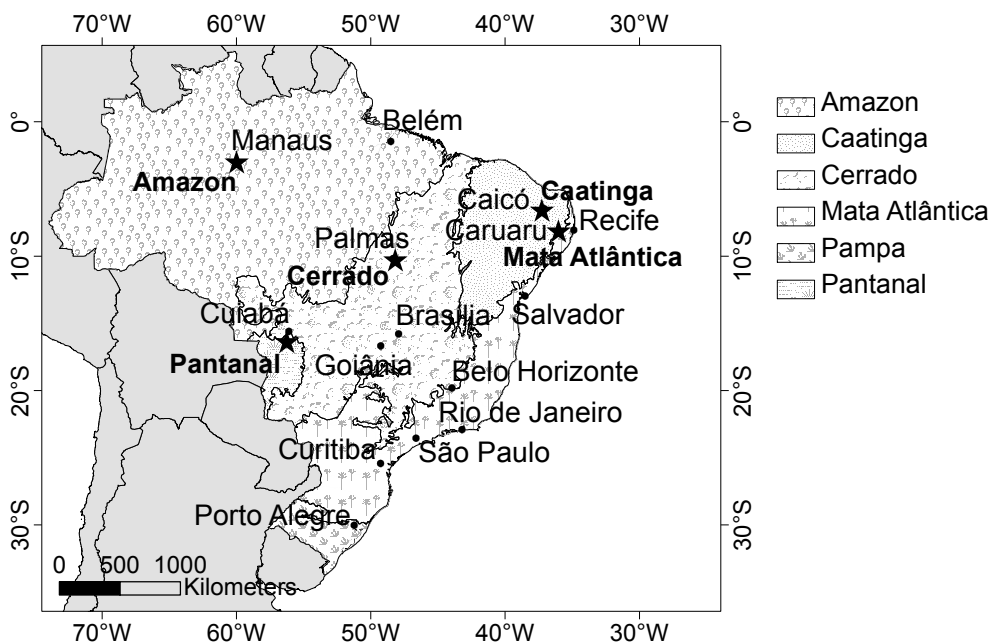 70°W 60°W 50°W 40°W 30°W
0° 0°
10°S 10°S
20°S 20°S
30°S 30°S
Belém
Manaus
Amazon
Caatinga
Caicó
Recife
Caruaru
Palmas
Mata Atlântica
Cerrado
Cuiabá
Brasília
Salvador
Pantanal
Goiânia
Belo Horizonte
Rio de Janeiro
Curitiba
São Paulo
Porto Alegre
0 500 1000
Kilometers
70°W 60°W 50°W 40°W 30°W
Amazon
Caatinga
Cerrado
Mata Atlântica
Pampa
Pantanal